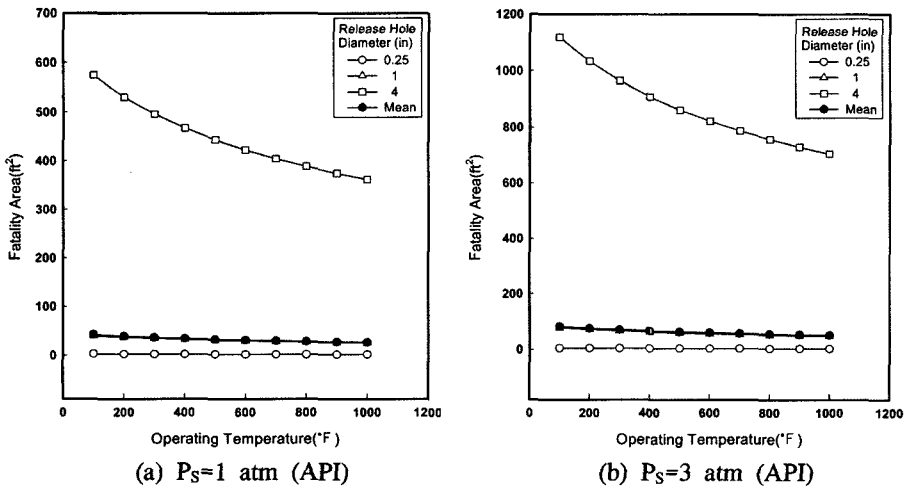 700
600
500
400
300
200
100
0
Fatality Area(ft²)
0 200 400 600 800 1000 1200
Operating Temperature(°F )
Release Hole
Diameter (in)
0.25
1
4
Mean
(a) Ps=1 atm (API)
1200
1000
800
600
400
200
0
Fatality Area(ft²)
0 200 400 600 800 1000 1200
Operating Temperature(°F )
Release Hole
Diameter (in)
0.25
1
4
Mean
(b) Ps=3 atm (API)